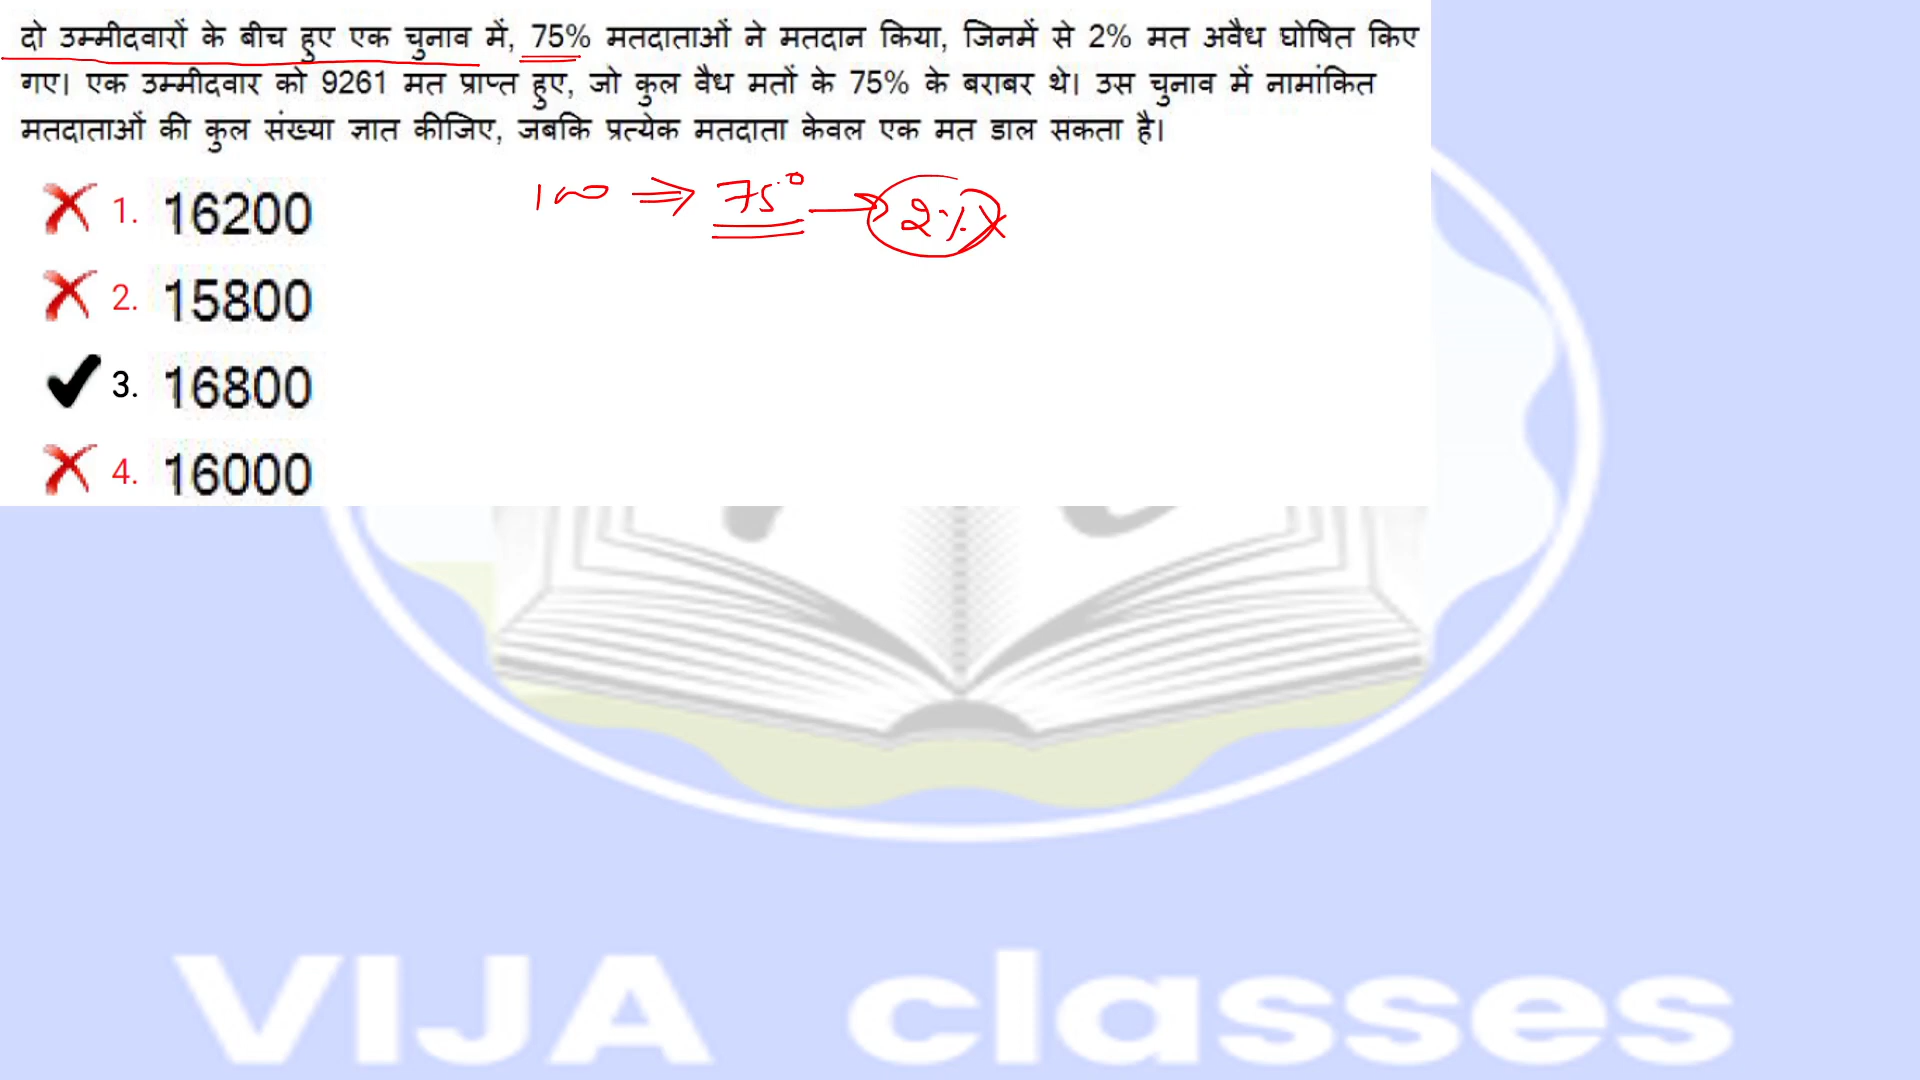 दो उम्मीदवारों के बीच हुए एक चुनाव में, 75% मतदाताओं ने मतदान किया, जिनमें से 2% मत अवैध घोषित किए
गए। एक उम्मीदवार को 9261 मत प्राप्त हुए, जो कुल वैध मतों के 75% के बराबर थे। उस चुनाव में नामांकित
मतदाताओं की कुल संख्या ज्ञात कीजिए, जबकि प्रत्येक मतदाता केवल एक मत डाल सकता है।
100 ⇒ 75% → 2% X
1. 16200
2. 15800
3. 16800
4. 16000
VIJA classes